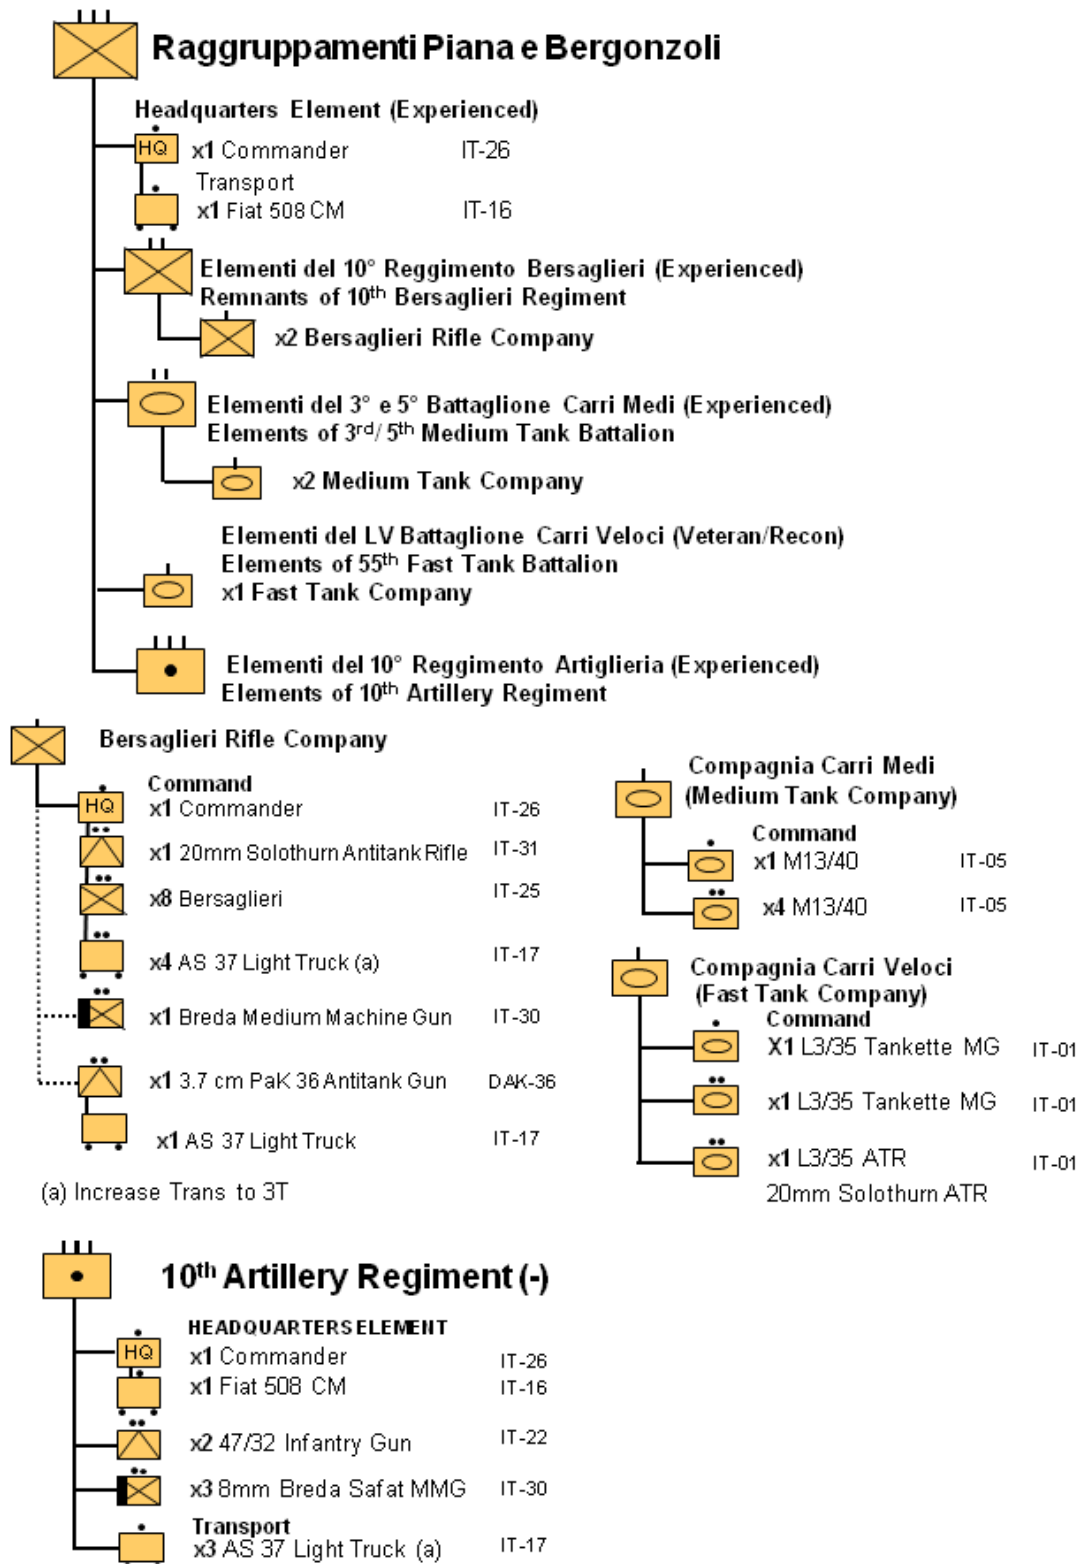 Raggruppamenti Piana e Bergonzoli
Headquarters Element (Experienced)
HQ x1 Commander IT-26
Transport
x1 Fiat 508 CM IT-16
Elementi del 10° Reggimento Bersaglieri (Experienced)
Remnants of 10th Bersaglieri Regiment
x2 Bersaglieri Rifle Company
Elementi del 3° e 5° Battaglione Carri Medi (Experienced)
Elements of 3rd/ 5th Medium Tank Battalion
x2 Medium Tank Company
Elementi del LV Battaglione Carri Veloci (Veteran/Recon)
Elements of 55th Fast Tank Battalion
x1 Fast Tank Company
Elementi del 10° Reggimento Artiglieria (Experienced)
Elements of 10th Artillery Regiment
Bersaglieri Rifle Company
Command
HQ x1 Commander IT-26
x1 20mm Solothurn Antitank Rifle IT-31
x8 Bersaglieri IT-25
x4 AS 37 Light Truck (a) IT-17
x1 Breda Medium Machine Gun IT-30
x1 3.7 cm PaK 36 Antitank Gun DAK-36
x1 AS 37 Light Truck IT-17
(a) Increase Trans to 3T
Compagnia Carri Medi
(Medium Tank Company)
Command
x1 M13/40 IT-05
x4 M13/40 IT-05
Compagnia Carri Veloci
(Fast Tank Company)
Command
X1 L3/35 Tankette MG IT-01
x1 L3/35 Tankette MG IT-01
x1 L3/35 ATR IT-01
20mm Solothurn ATR
10th Artillery Regiment (-)
HEADQUARTERS ELEMENT
HQ x1 Commander IT-26
x1 Fiat 508 CM IT-16
x2 47/32 Infantry Gun IT-22
x3 8mm Breda Safat MMG IT-30
Transport
x3 AS 37 Light Truck (a) IT-17